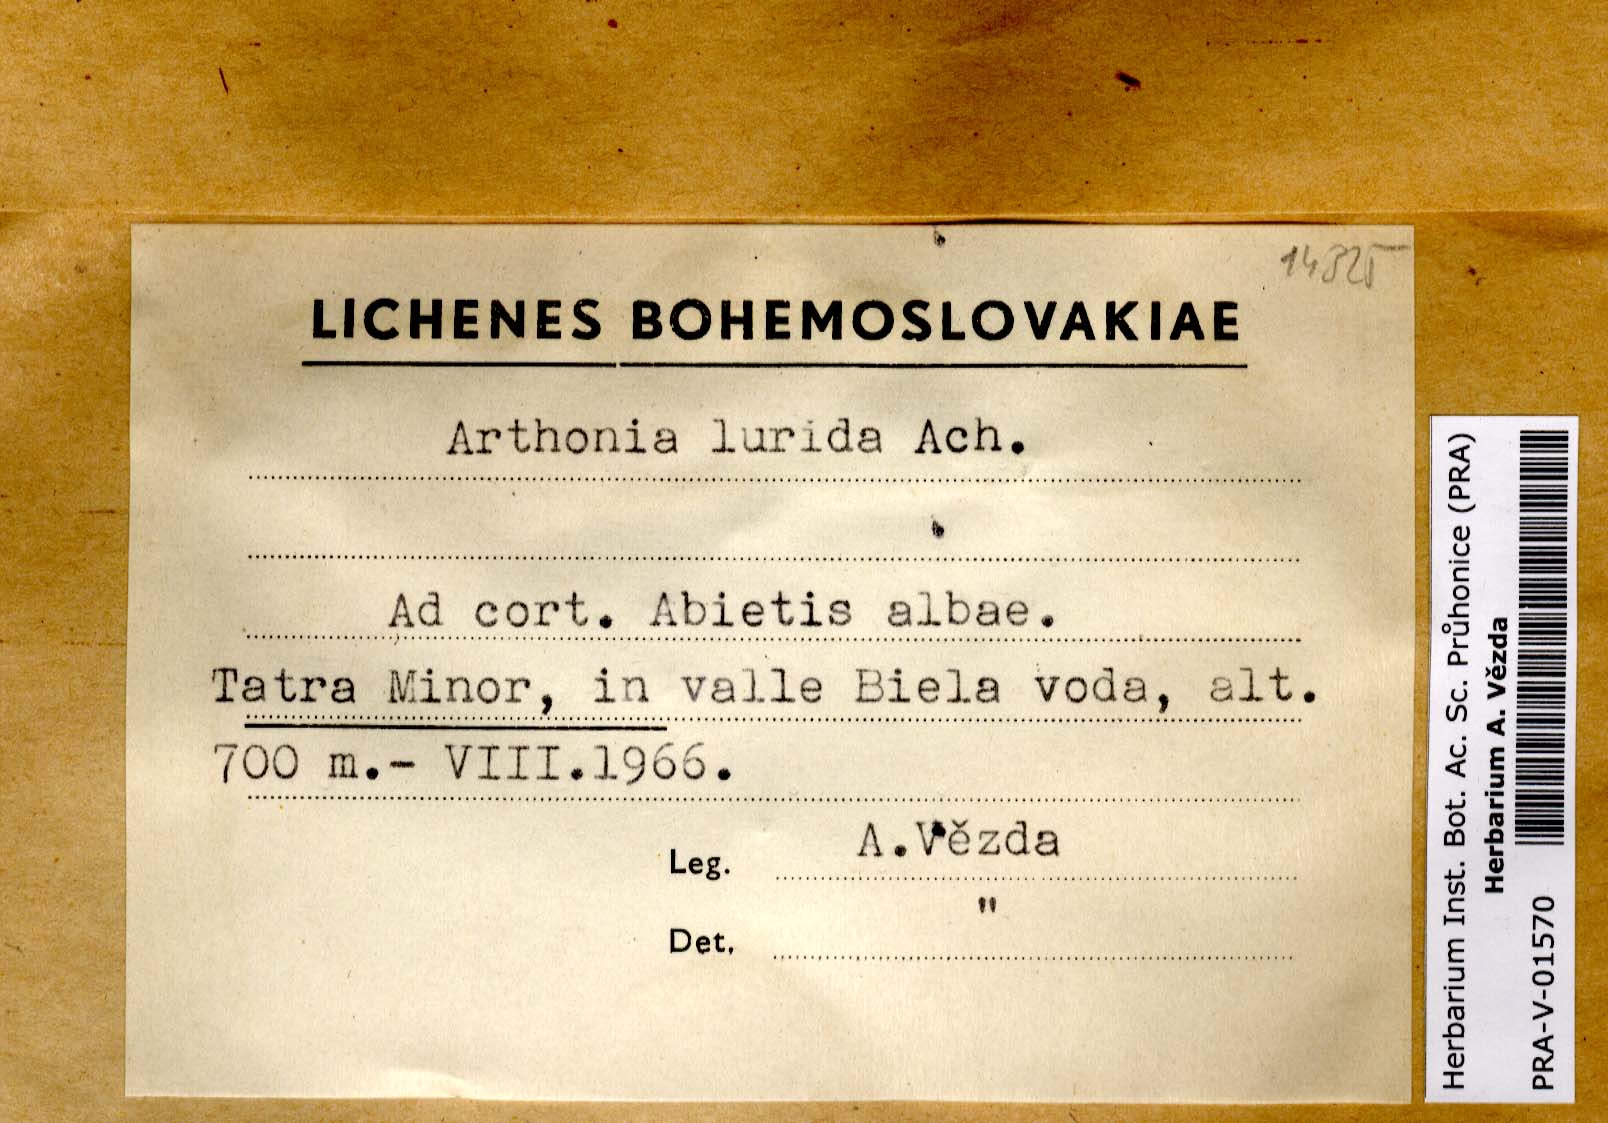 14825
LICHENES BOHEMOSLOVAKIAE
Arthonia lurida Ach.
Ad cort. Abietis albae.
Tatra Minor, in valle Biela voda, alt.
700 m.- VIII.1966.
Leg. A.Vězda
Det. "
Herbarium Inst. Bot. Ac. Sc. Průhonice (PRA)
Herbarium A. Vězda
PRA-V-01570